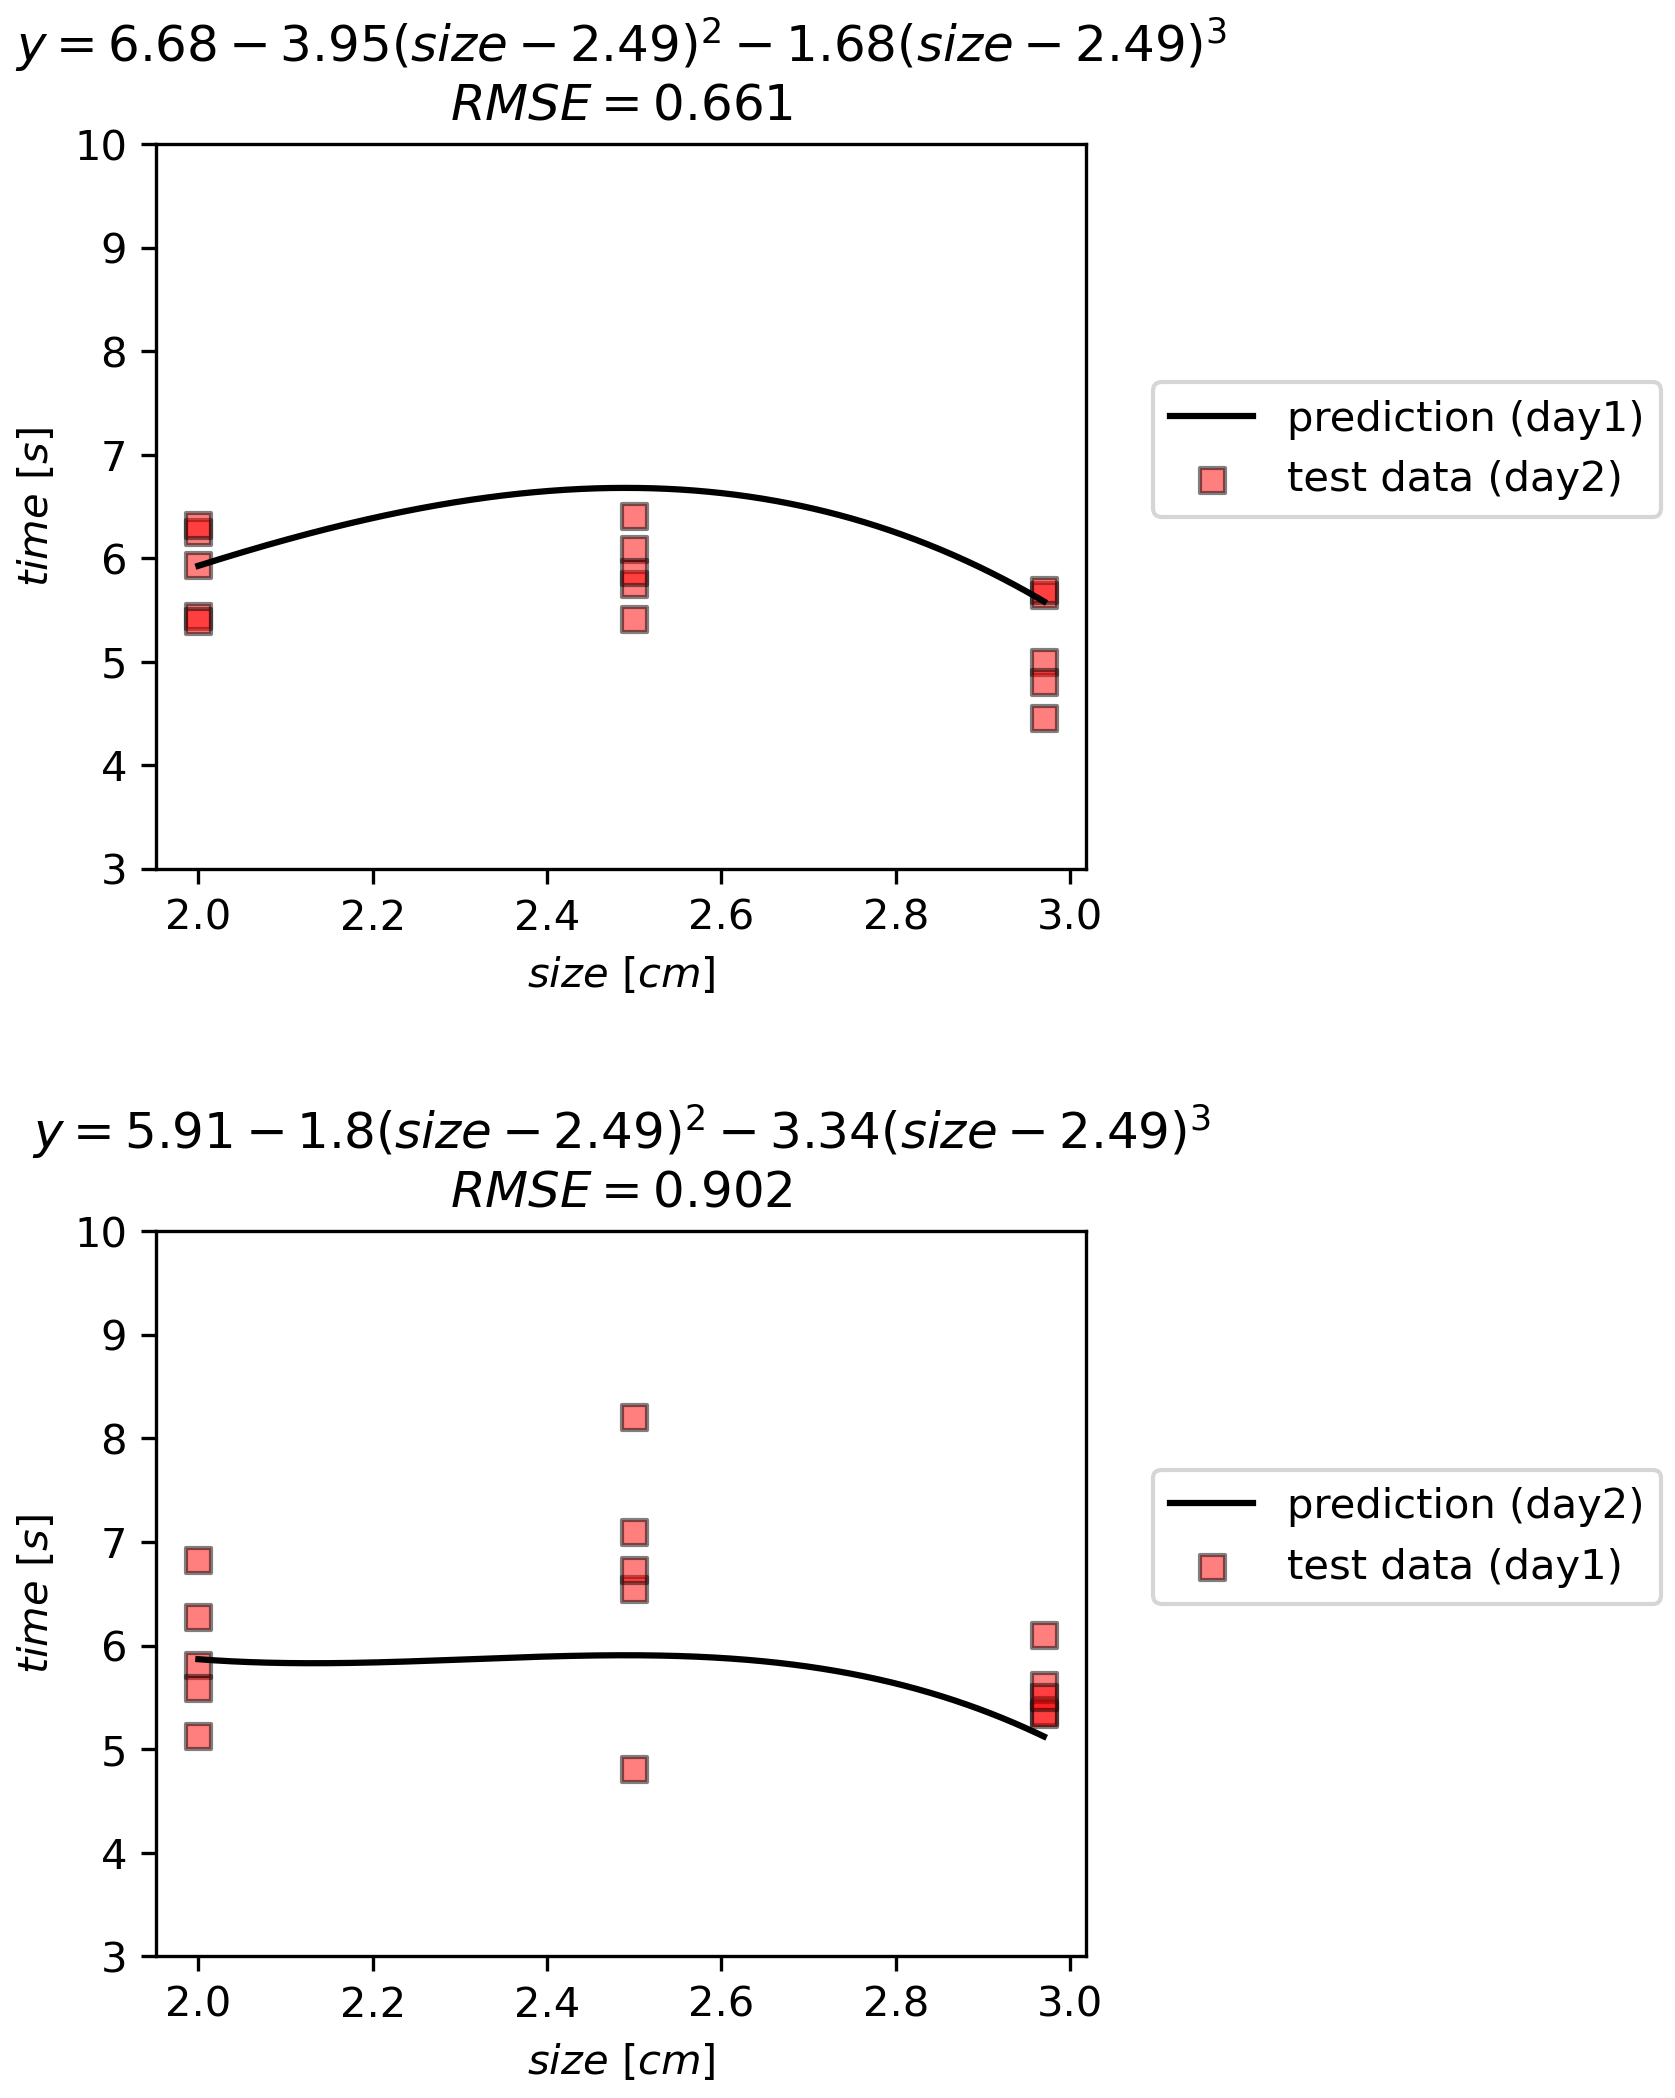 y = 6.68 − 3.95(size − 2.49)² − 1.68(size − 2.49)³
RMSE = 0.661
10
9
8
7
6
5
4
3
time [s]
2.0 2.2 2.4 2.6 2.8 3.0
size [cm]
prediction (day1)
test data (day2)
y = 5.91 − 1.8(size − 2.49)² − 3.34(size − 2.49)³
RMSE = 0.902
10
9
8
7
6
5
4
3
time [s]
2.0 2.2 2.4 2.6 2.8 3.0
size [cm]
prediction (day2)
test data (day1)